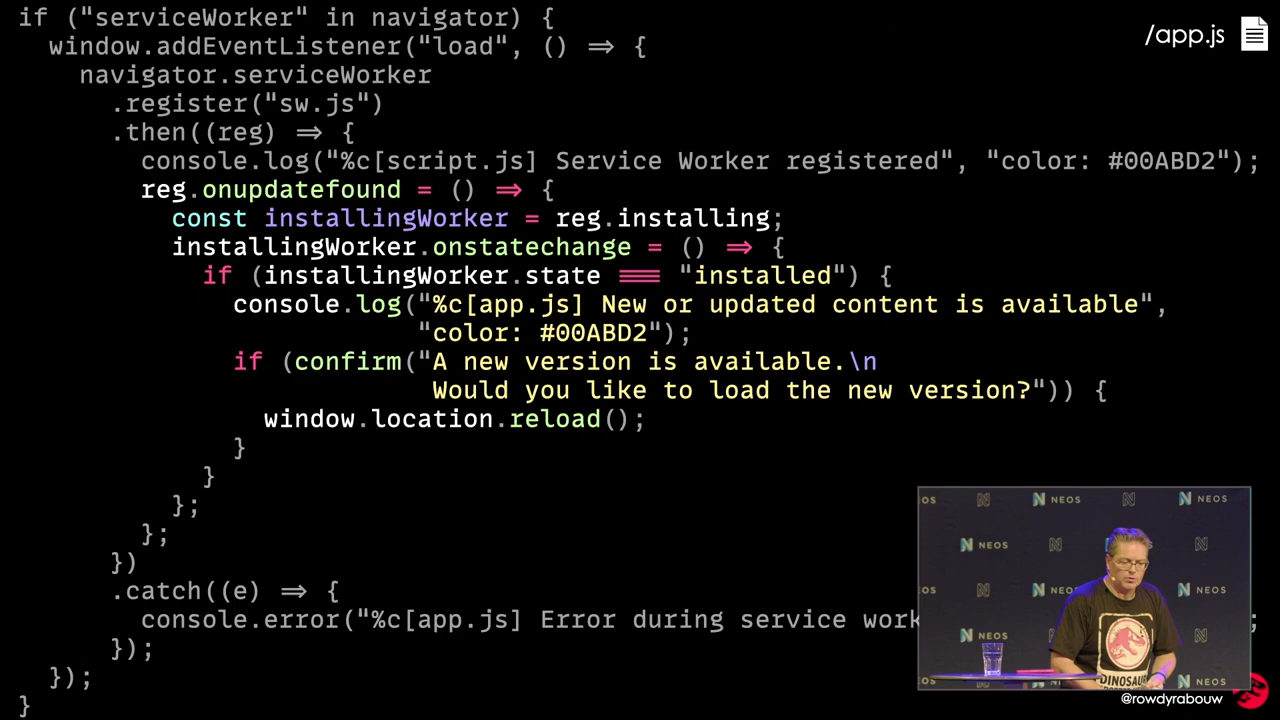 if ("serviceWorker" in navigator) {
window.addEventListener("load", () => {
navigator.serviceWorker
.register("sw.js")
.then((reg) => {
console.log("%c[script.js] Service Worker registered", "color: #00ABD2");
reg.onupdatefound = () => {
const installingWorker = reg.installing;
installingWorker.onstatechange = () => {
if (installingWorker.state === "installed") {
console.log("%c[app.js] New or updated content is available",
"color: #00ABD2");
if (confirm("A new version is available.\n
Would you like to load the new version?")) {
window.location.reload();
}
}
};
};
})
.catch((e) => {
console.error("%c[app.js] Error during service work
});
});
}
/app.js
OS N NEOS N N NEOS
N NEOS N N
N NEOS N NEOS
N NEOS N
OS N NEOS
DINOSAU
@rowdyrabouw